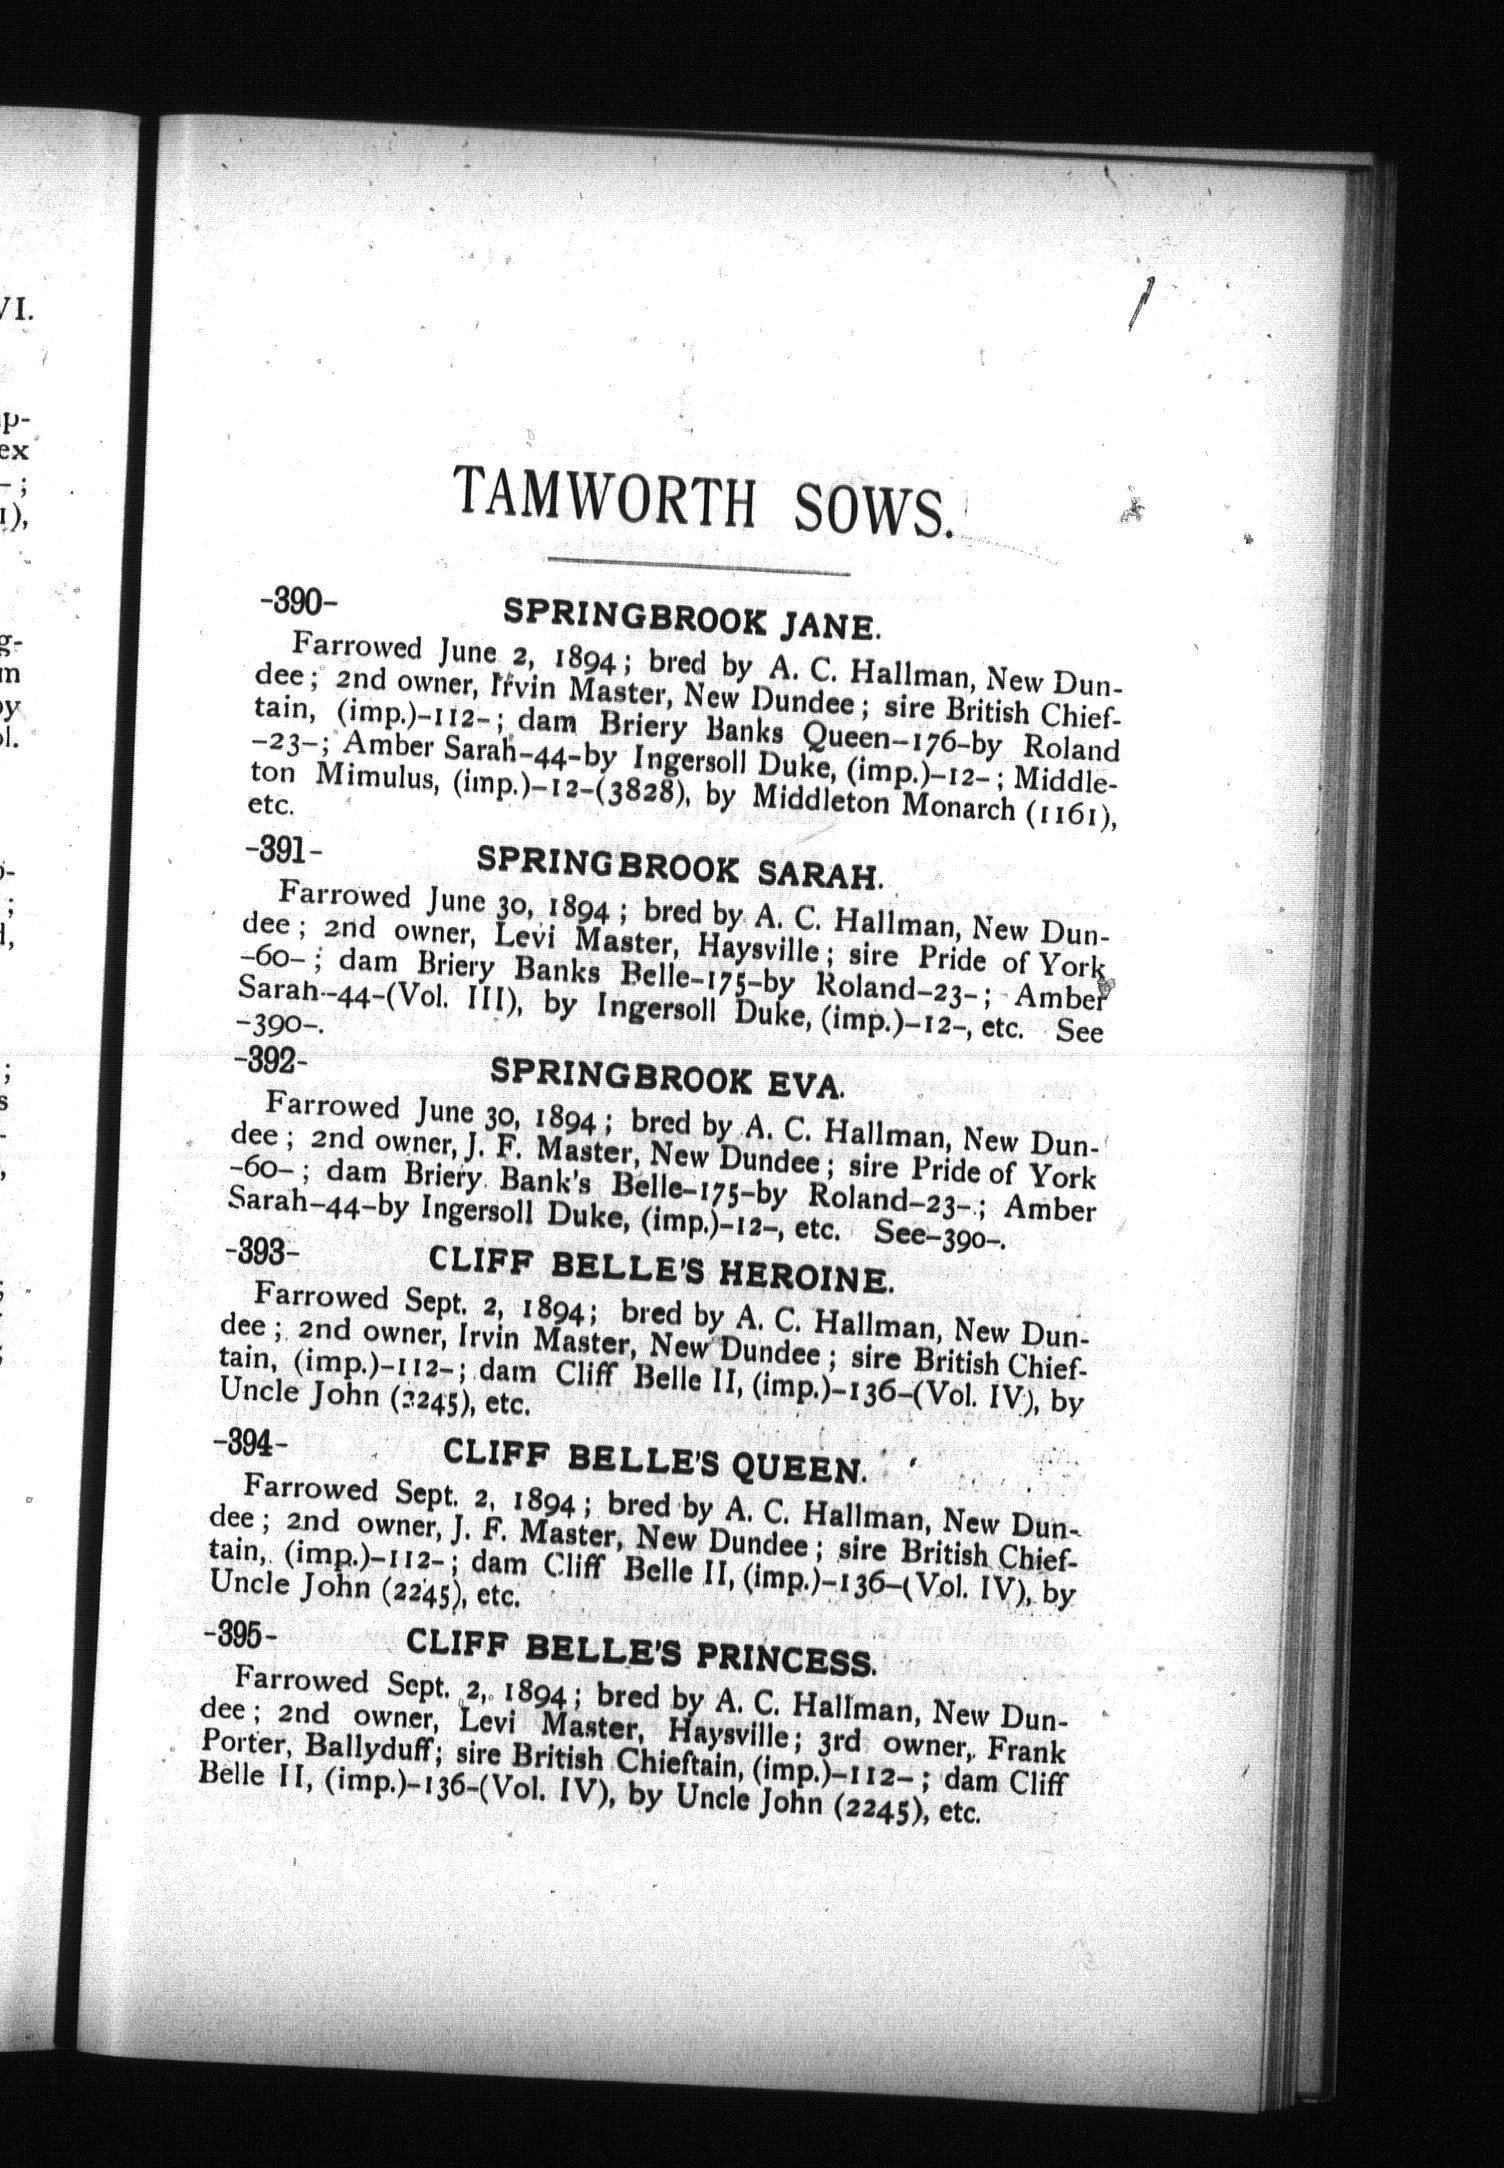 VI.
p-
ex
- ;
1),
g-
m
by
ol.
o-
;
d,
;
s
-
,
;
;
TAMWORTH SOWS.
-390- SPRINGBROOK JANE.
Farrowed June 2, 1894; bred by A. C. Hallman, New Dun-
dee; 2nd owner, Irvin Master, New Dundee; sire British Chief-
tain, (imp.)-112-; dam Briery Banks Queen-176-by Roland
-23-; Amber Sarah-44-by Ingersoll Duke, (imp.)-12-; Middle-
ton Mimulus, (imp.)-12-(3828), by Middleton Monarch (1161),
etc.
-391- SPRINGBROOK SARAH.
Farrowed June 30, 1894; bred by A. C. Hallman, New Dun-
dee; 2nd owner, Levi Master, Haysville; sire Pride of York
-60-; dam Briery Banks Belle-175-by Roland-23-; Amber
Sarah--44-(Vol. III), by Ingersoll Duke, (imp.)-12-, etc. See
-390-.
-392- SPRINGBROOK EVA.
Farrowed June 30, 1894; bred by A. C. Hallman, New Dun-
dee; 2nd owner, J. F. Master, New Dundee; sire Pride of York
-60-; dam Briery Bank's Belle-175-by Roland-23-; Amber
Sarah-44-by Ingersoll Duke, (imp.)-12-, etc. See-390-.
-393- CLIFF BELLE'S HEROINE.
Farrowed Sept. 2, 1894; bred by A. C. Hallman, New Dun-
dee; 2nd owner, Irvin Master, New Dundee; sire British Chief-
tain, (imp.)-112-; dam Cliff Belle II, (imp.)-136-(Vol. IV), by
Uncle John (2245), etc.
-394- CLIFF BELLE'S QUEEN.
Farrowed Sept. 2, 1894; bred by A. C. Hallman, New Dun-
dee; 2nd owner, J. F. Master, New Dundee; sire British Chief-
tain, (imp.)-112-; dam Cliff Belle II, (imp.)-136-(Vol. IV), by
Uncle John (2245), etc.
-395- CLIFF BELLE'S PRINCESS.
Farrowed Sept. 2, 1894; bred by A. C. Hallman, New Dun-
dee; 2nd owner, Levi Master, Haysville; 3rd owner, Frank
Porter, Ballyduff; sire British Chieftain, (imp.)-112-; dam Cliff
Belle II, (imp.)-136-(Vol. IV), by Uncle John (2245), etc.